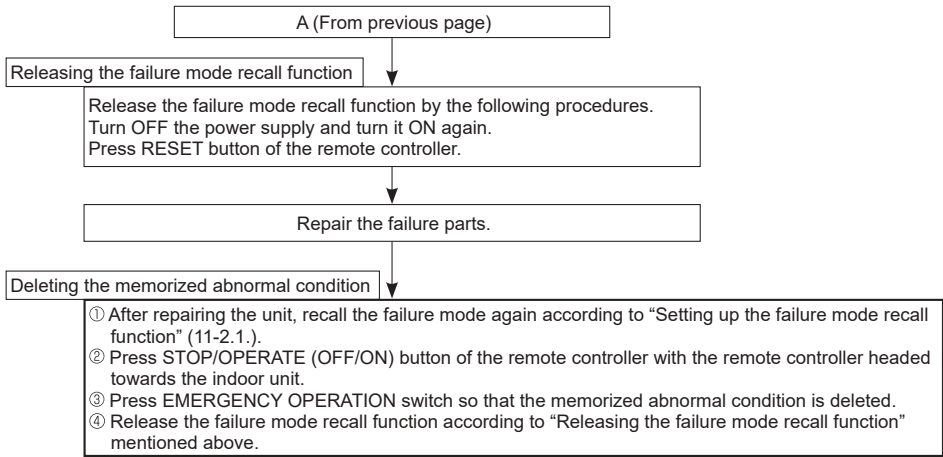 A (From previous page)
Releasing the failure mode recall function
Release the failure mode recall function by the following procedures.
Turn OFF the power supply and turn it ON again.
Press RESET button of the remote controller.
Repair the failure parts.
Deleting the memorized abnormal condition
① After repairing the unit, recall the failure mode again according to “Setting up the failure mode recall
function” (11-2.1.).
② Press STOP/OPERATE (OFF/ON) button of the remote controller with the remote controller headed
towards the indoor unit.
③ Press EMERGENCY OPERATION switch so that the memorized abnormal condition is deleted.
④ Release the failure mode recall function according to “Releasing the failure mode recall function”
mentioned above.